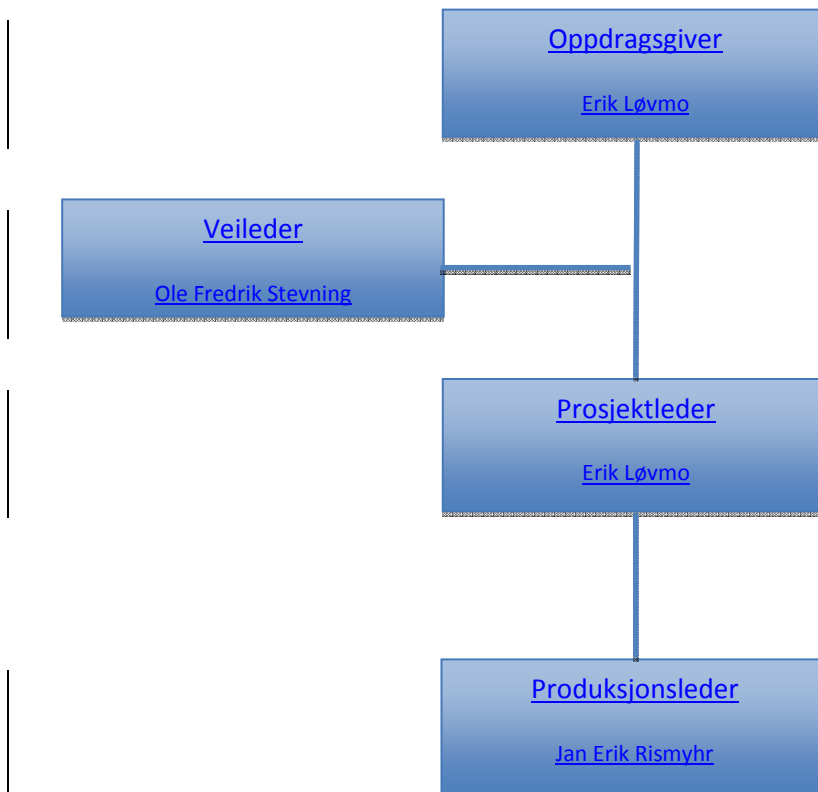 Oppdragsgiver
Erik Løvmo
Veileder
Ole Fredrik Stevning
Prosjektleder
Erik Løvmo
Produksjonsleder
Jan Erik Rismyhr